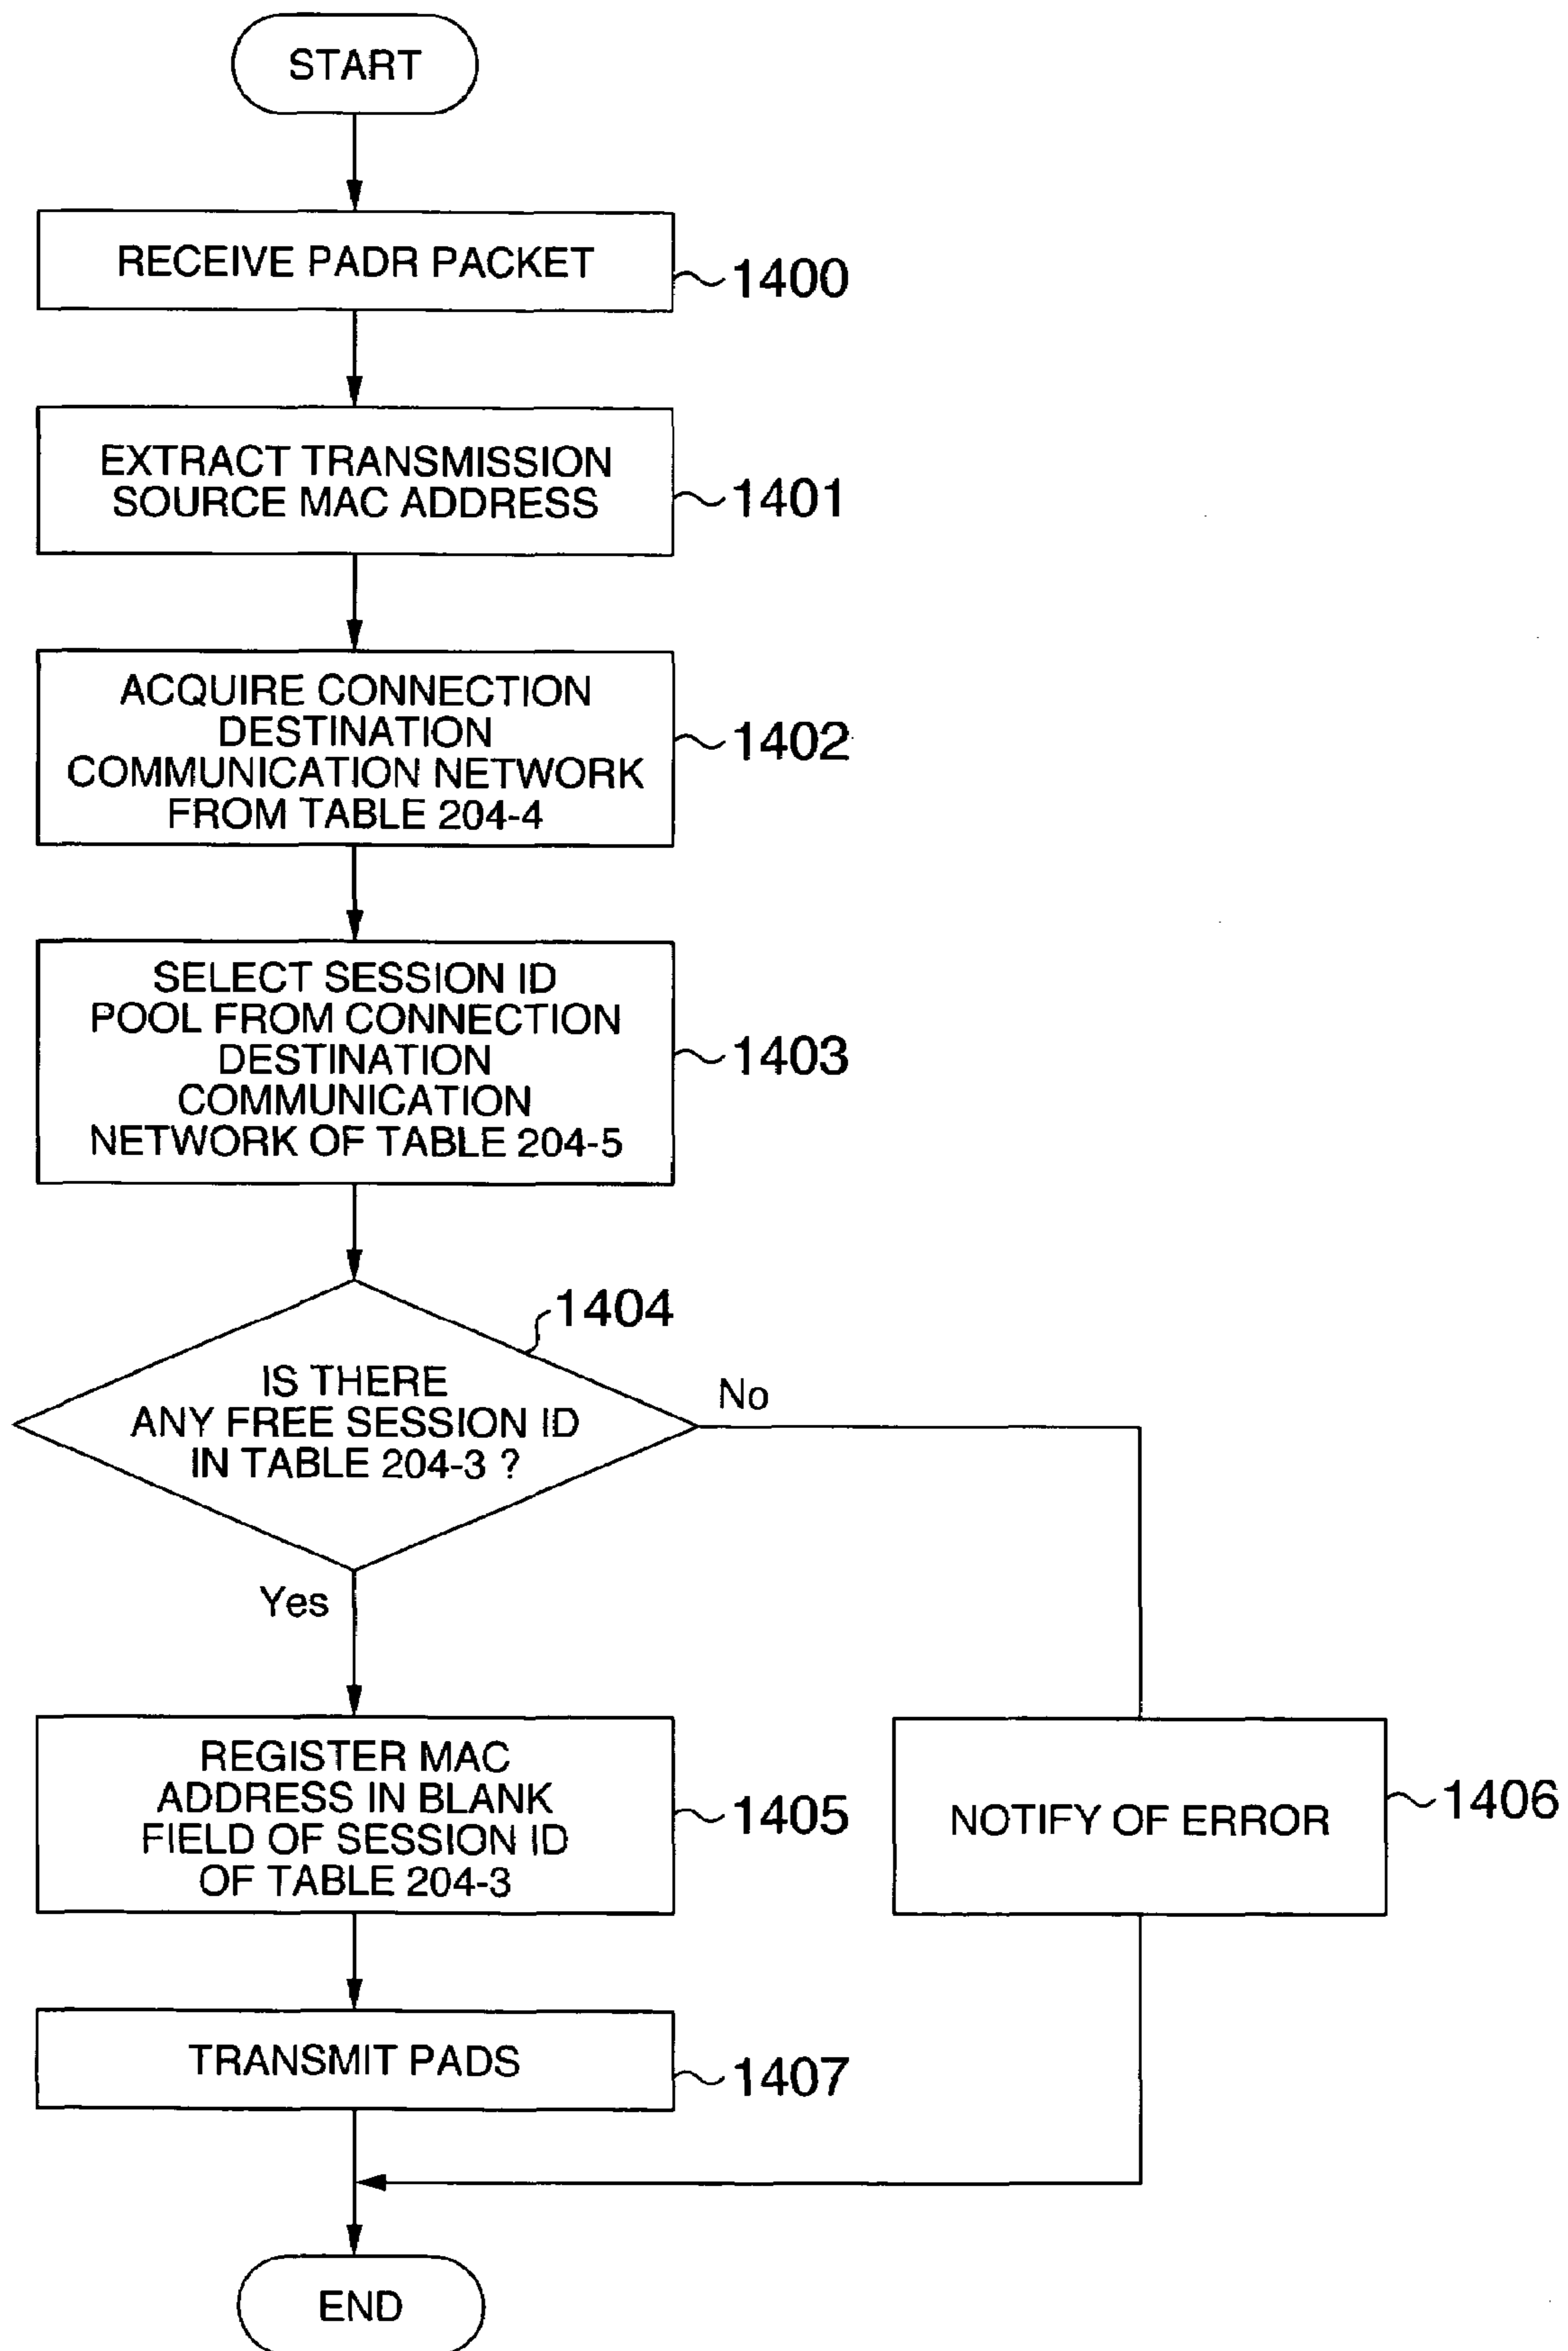 START
RECEIVE PADR PACKET
1400
EXTRACT TRANSMISSION
SOURCE MAC ADDRESS
1401
ACQUIRE CONNECTION
DESTINATION
COMMUNICATION NETWORK
FROM TABLE 204-4
1402
SELECT SESSION ID
POOL FROM CONNECTION
DESTINATION
COMMUNICATION
NETWORK OF TABLE 204-5
1403
1404
IS THERE
ANY FREE SESSION ID
IN TABLE 204-3 ?
No
Yes
REGISTER MAC
ADDRESS IN BLANK
FIELD OF SESSION ID
OF TABLE 204-3
1405
NOTIFY OF ERROR
1406
TRANSMIT PADS
1407
END